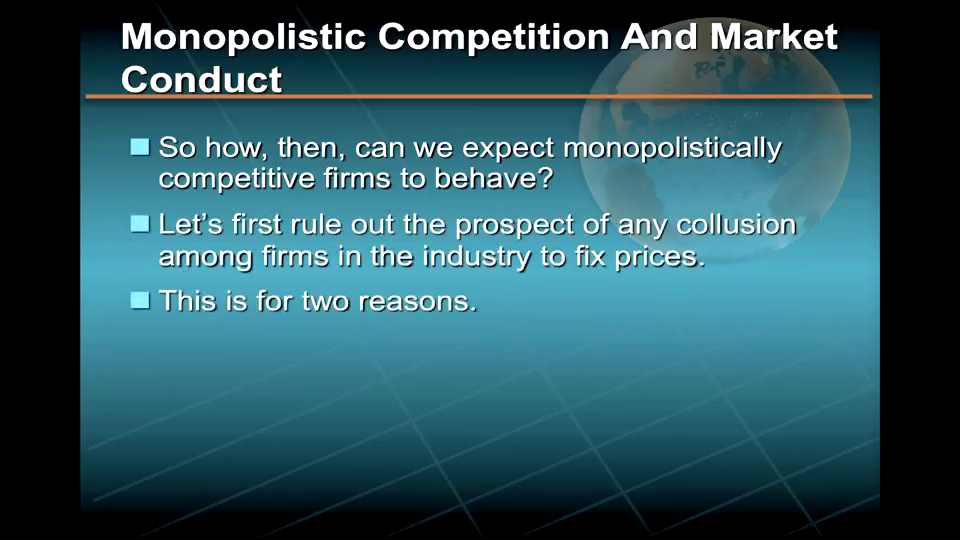 Monopolistic Competition And Market
Conduct
So how, then, can we expect monopolistically
competitive firms to behave?
Let’s first rule out the prospect of any collusion
among firms in the industry to fix prices.
This is for two reasons.